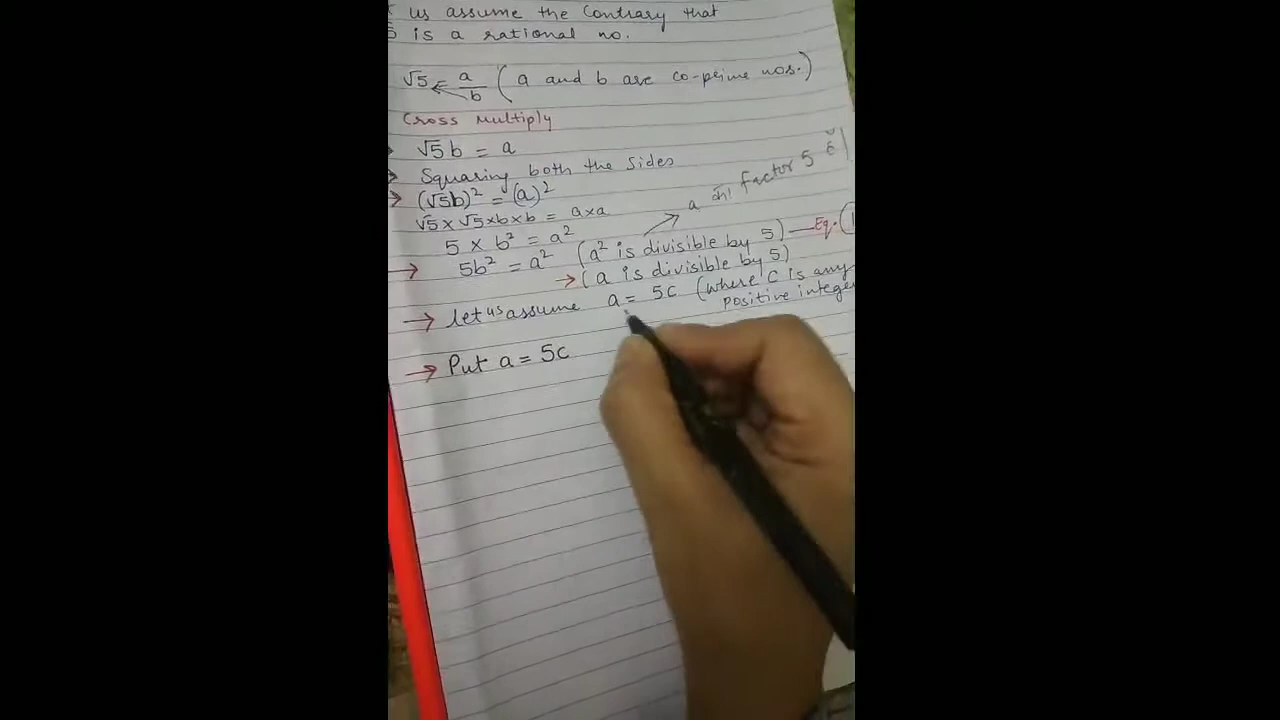 us assume the Contrary that
is a rational no.
√5 = a/b (a and b are co-prime nos.)
Cross Multiply
√5b = a
Squaring both the sides
(√5b)² = (a)²
√5×√5×b×b = a×a
5 × b² = a²
a factor 5
→ 5b² = a² (a² is divisible by 5) — Eq.(
→ (a is divisible by 5)
→ let us assume a = 5c (where C is any
positive intege
→ Put a = 5c